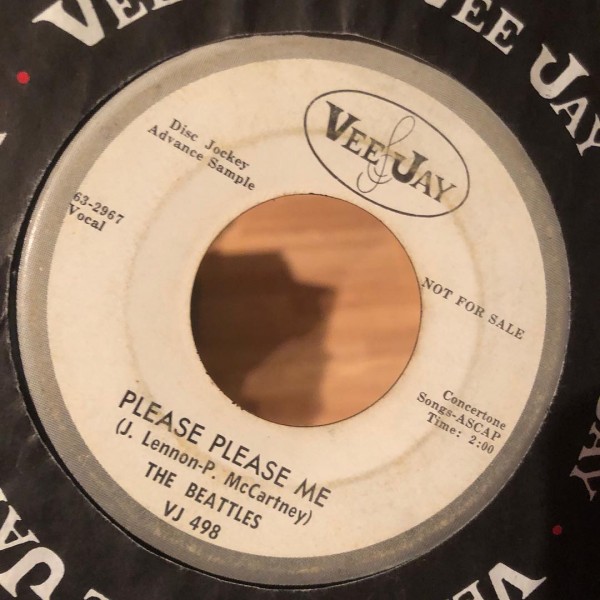 VEE JAY
VEE JAY
Disc Jockey
Advance Sample
63-2967
Vocal
NOT FOR SALE
Concertone
Songs-ASCAP
Time: 2:00
PLEASE PLEASE ME
(J. Lennon-P. McCartney)
THE BEATTLES
VJ 498